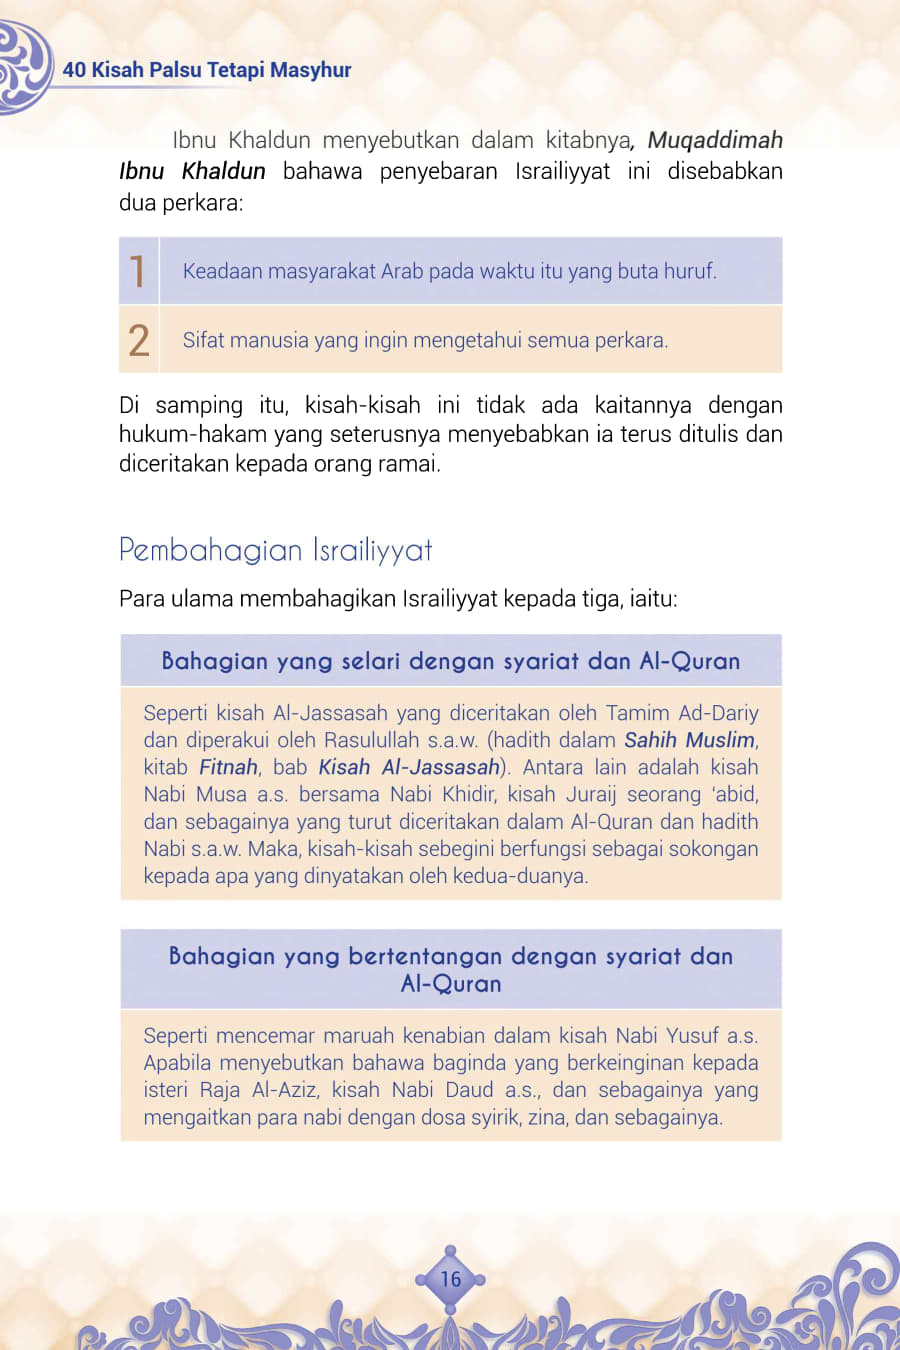 40 Kisah Palsu Tetapi Masyhur
Ibnu Khaldun menyebutkan dalam kitabnya, Muqaddimah
Ibnu Khaldun bahawa penyebaran Israiliyyat ini disebabkan
dua perkara:
1 Keadaan masyarakat Arab pada waktu itu yang buta huruf.
2 Sifat manusia yang ingin mengetahui semua perkara.
Di samping itu, kisah-kisah ini tidak ada kaitannya dengan
hukum-hakam yang seterusnya menyebabkan ia terus ditulis dan
diceritakan kepada orang ramai.
Pembahagian Israiliyyat
Para ulama membahagikan Israiliyyat kepada tiga, iaitu:
Bahagian yang selari dengan syariat dan Al-Quran
Seperti kisah Al-Jassasah yang diceritakan oleh Tamim Ad-Dariy
dan diperakui oleh Rasulullah s.a.w. (hadith dalam Sahih Muslim,
kitab Fitnah, bab Kisah Al-Jassasah). Antara lain adalah kisah
Nabi Musa a.s. bersama Nabi Khidir, kisah Juraij seorang ‘abid,
dan sebagainya yang turut diceritakan dalam Al-Quran dan hadith
Nabi s.a.w. Maka, kisah-kisah sebegini berfungsi sebagai sokongan
kepada apa yang dinyatakan oleh kedua-duanya.
Bahagian yang bertentangan dengan syariat dan
Al-Quran
Seperti mencemar maruah kenabian dalam kisah Nabi Yusuf a.s.
Apabila menyebutkan bahawa baginda yang berkeinginan kepada
isteri Raja Al-Aziz, kisah Nabi Daud a.s., dan sebagainya yang
mengaitkan para nabi dengan dosa syirik, zina, dan sebagainya.
16